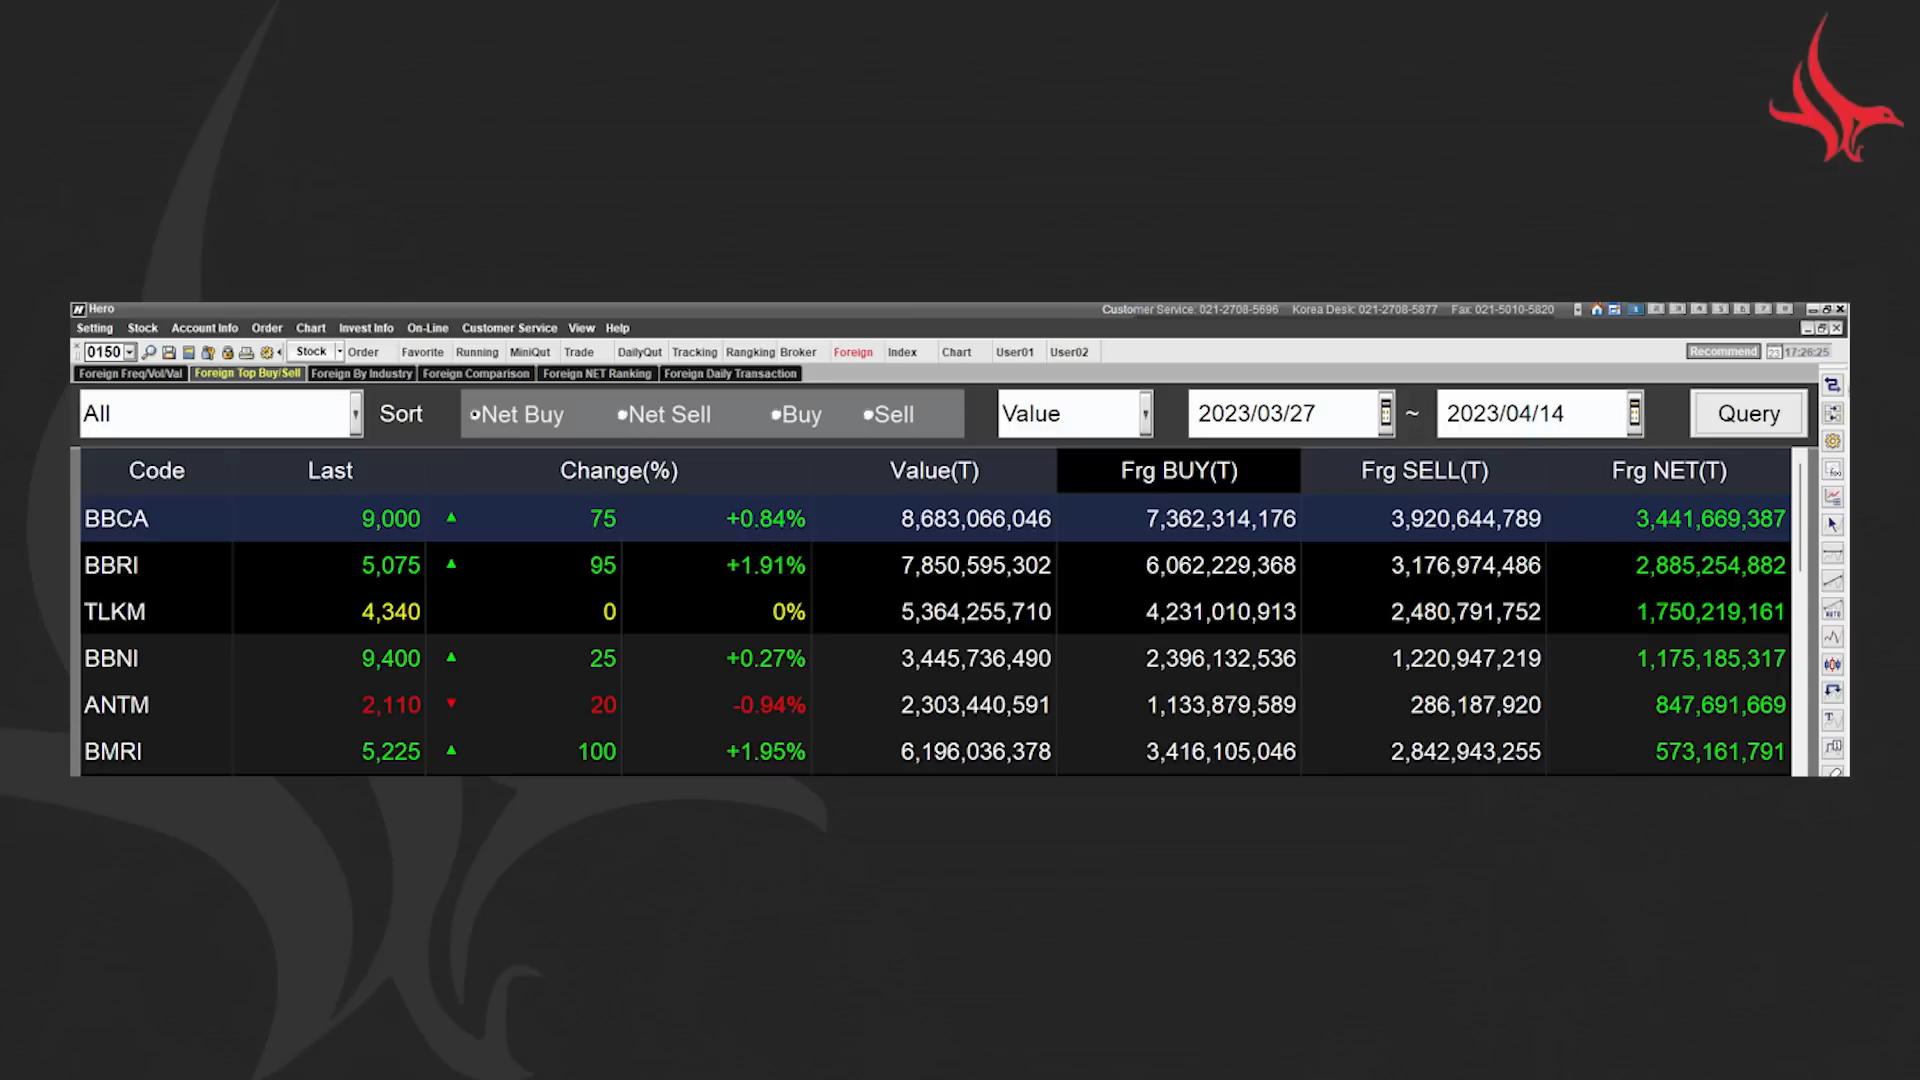 Hero Customer Service: 021-2708-5696 Korea Desk: 021-2708-5877 Fax: 021-5010-5820
Setting Stock Account Info Order Chart Invest Info On-Line Customer Service View Help
0150 Stock Order Favorite Running MiniQut Trade DailyQut Tracking Rangking Broker Foreign Index Chart User01 User02 Recommend 17:26:25
Foreign Freq/Vol/Val Foreign Top Buy/Sell Foreign By Industry Foreign Comparison Foreign NET Ranking Foreign Daily Transaction
All Sort Net Buy Net Sell Buy Sell Value 2023/03/27 ~ 2023/04/14 Query
Code Last Change(%) Value(T) Frg BUY(T) Frg SELL(T) Frg NET(T)
BBCA 9,000 ▲ 75 +0.84% 8,683,066,046 7,362,314,176 3,920,644,789 3,441,669,387
BBRI 5,075 ▲ 95 +1.91% 7,850,595,302 6,062,229,368 3,176,974,486 2,885,254,882
TLKM 4,340 0 0% 5,364,255,710 4,231,010,913 2,480,791,752 1,750,219,161
BBNI 9,400 ▲ 25 +0.27% 3,445,736,490 2,396,132,536 1,220,947,219 1,175,185,317
ANTM 2,110 ▼ 20 -0.94% 2,303,440,591 1,133,879,589 286,187,920 847,691,669
BMRI 5,225 ▲ 100 +1.95% 6,196,036,378 3,416,105,046 2,842,943,255 573,161,791